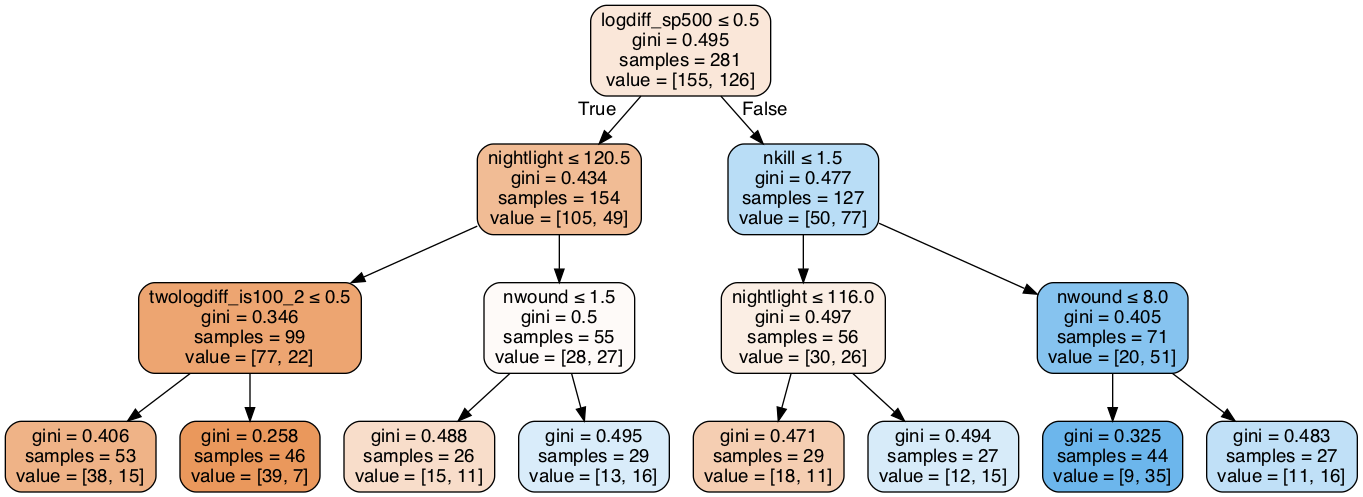 logdiff_sp500 ≤ 0.5
gini = 0.495
samples = 281
value = [155, 126]
True
False
nightlight ≤ 120.5
gini = 0.434
samples = 154
value = [105, 49]
nkill ≤ 1.5
gini = 0.477
samples = 127
value = [50, 77]
twologdiff_is100_2 ≤ 0.5
gini = 0.346
samples = 99
value = [77, 22]
nwound ≤ 1.5
gini = 0.5
samples = 55
value = [28, 27]
nightlight ≤ 116.0
gini = 0.497
samples = 56
value = [30, 26]
nwound ≤ 8.0
gini = 0.405
samples = 71
value = [20, 51]
gini = 0.406
samples = 53
value = [38, 15]
gini = 0.258
samples = 46
value = [39, 7]
gini = 0.488
samples = 26
value = [15, 11]
gini = 0.495
samples = 29
value = [13, 16]
gini = 0.471
samples = 29
value = [18, 11]
gini = 0.494
samples = 27
value = [12, 15]
gini = 0.325
samples = 44
value = [9, 35]
gini = 0.483
samples = 27
value = [11, 16]